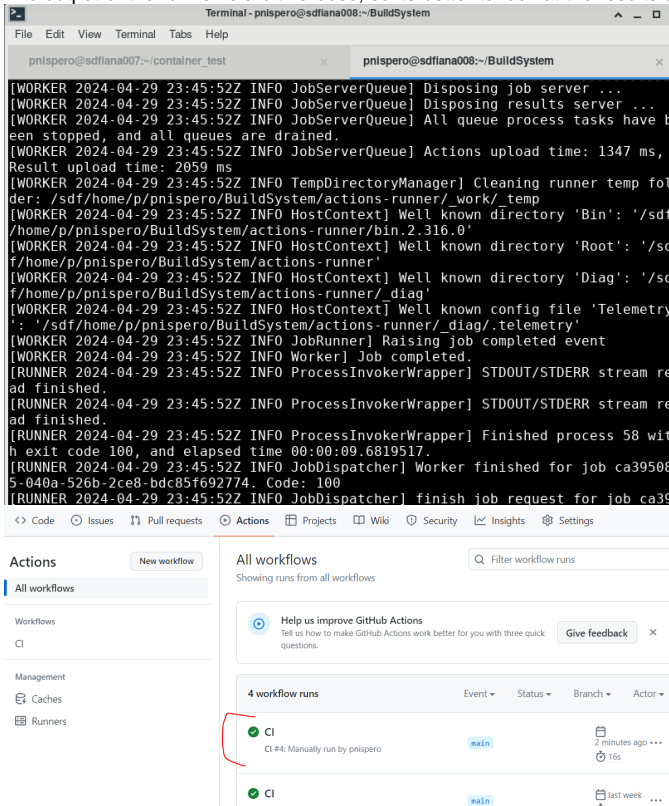 Terminal - pnispero@sdfiana008:~/BuildSystem
File Edit View Terminal Tabs Help
pnispero@sdfiana007:~/container_test × pnispero@sdfiana008:~/BuildSystem ×
[WORKER 2024-04-29 23:45:52Z INFO JobServerQueue] Disposing job server ...
[WORKER 2024-04-29 23:45:52Z INFO JobServerQueue] Disposing results server ...
[WORKER 2024-04-29 23:45:52Z INFO JobServerQueue] All queue process tasks have b
een stopped, and all queues are drained.
[WORKER 2024-04-29 23:45:52Z INFO JobServerQueue] Actions upload time: 1347 ms,
Result upload time: 2059 ms
[WORKER 2024-04-29 23:45:52Z INFO TempDirectoryManager] Cleaning runner temp fol
der: /sdf/home/p/pnispero/BuildSystem/actions-runner/_work/_temp
[WORKER 2024-04-29 23:45:52Z INFO HostContext] Well known directory 'Bin': '/sdf
/home/p/pnispero/BuildSystem/actions-runner/bin.2.316.0'
[WORKER 2024-04-29 23:45:52Z INFO HostContext] Well known directory 'Root': '/sd
f/home/p/pnispero/BuildSystem/actions-runner'
[WORKER 2024-04-29 23:45:52Z INFO HostContext] Well known directory 'Diag': '/sd
f/home/p/pnispero/BuildSystem/actions-runner/_diag'
[WORKER 2024-04-29 23:45:52Z INFO HostContext] Well known config file 'Telemetry
': '/sdf/home/p/pnispero/BuildSystem/actions-runner/_diag/.telemetry'
[WORKER 2024-04-29 23:45:52Z INFO JobRunner] Raising job completed event
[WORKER 2024-04-29 23:45:52Z INFO Worker] Job completed.
[RUNNER 2024-04-29 23:45:52Z INFO ProcessInvokerWrapper] STDOUT/STDERR stream re
ad finished.
[RUNNER 2024-04-29 23:45:52Z INFO ProcessInvokerWrapper] STDOUT/STDERR stream re
ad finished.
[RUNNER 2024-04-29 23:45:52Z INFO ProcessInvokerWrapper] Finished process 58 wit
h exit code 100, and elapsed time 00:00:09.6819517.
[RUNNER 2024-04-29 23:45:52Z INFO JobDispatcher] Worker finished for job ca39508
5-040a-526b-2ce8-bdc85f692774. Code: 100
[RUNNER 2024-04-29 23:45:52Z INFO JobDispatcher] finish job request for job ca39
Code Issues Pull requests Actions Projects Wiki Security Insights Settings
Actions New workflow
All workflows
Workflows
CI
Management
Caches
Runners
All workflows
Filter workflow runs
Showing runs from all workflows
Help us improve GitHub Actions
Tell us how to make GitHub Actions work better for you with three quick
questions.
Give feedback
4 workflow runs Event Status Branch Actor
CI
CI #4: Manually run by pnispero
main
2 minutes ago
16s
CI
main
last week